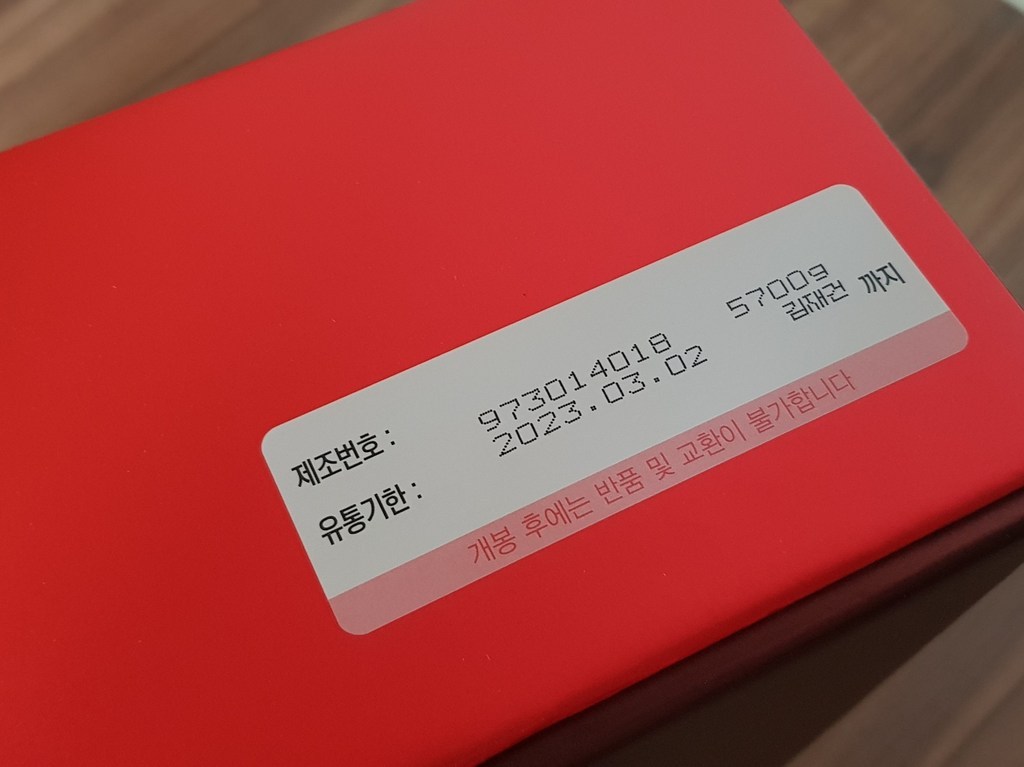 제조번호 : 973014018 57009
유통기한 : 2023.03.02 김재건 까지
개봉 후에는 반품 및 교환이 불가합니다